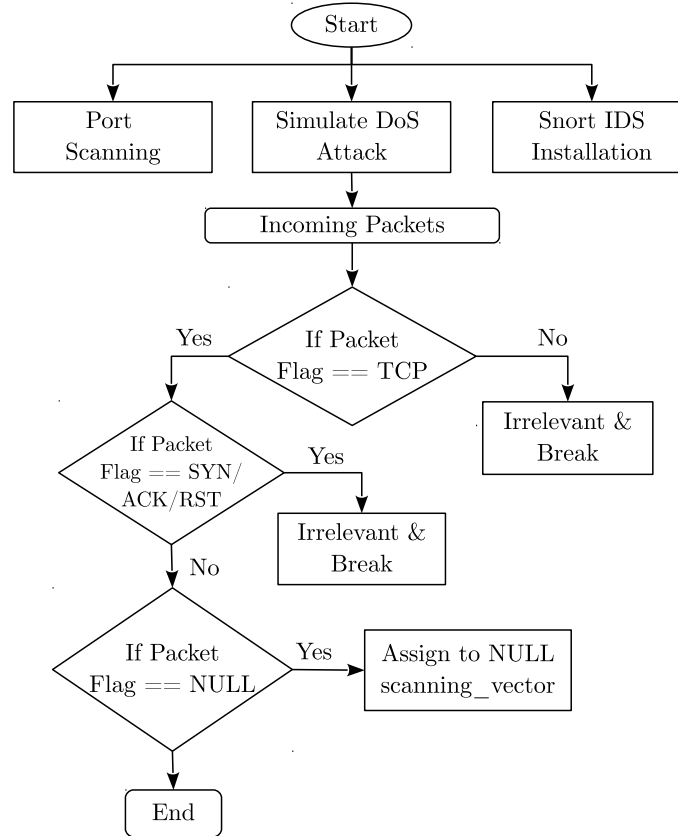 Start
Port
Scanning
Simulate DoS
Attack
Snort IDS
Installation
Incoming Packets
If Packet
Flag == TCP
Yes
No
Irrelevant &
Break
If Packet
Flag == SYN/
ACK/RST
Yes
Irrelevant &
Break
No
If Packet
Flag == NULL
Yes
Assign to NULL
scanning_vector
End